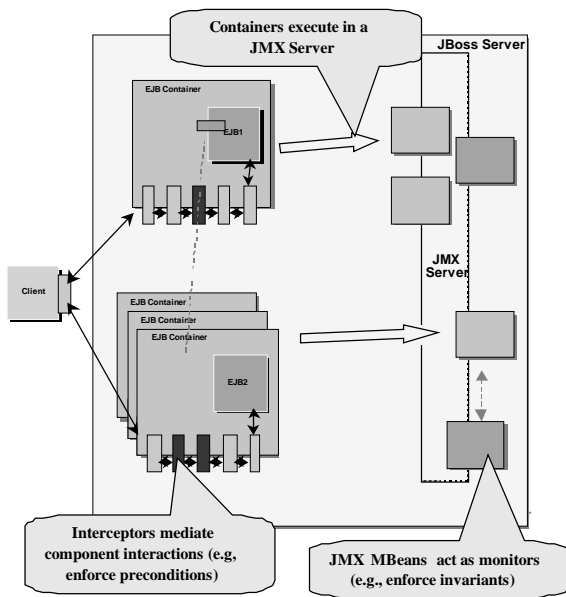 Containers execute in a
JMX Server
JBoss Server
EJB Container
EJB1
JMX
Server
Client
EJB Container
EJB Container
EJB Container
EJB2
Interceptors mediate
component interactions (e.g,
enforce preconditions)
JMX MBeans act as monitors
(e.g., enforce invariants)